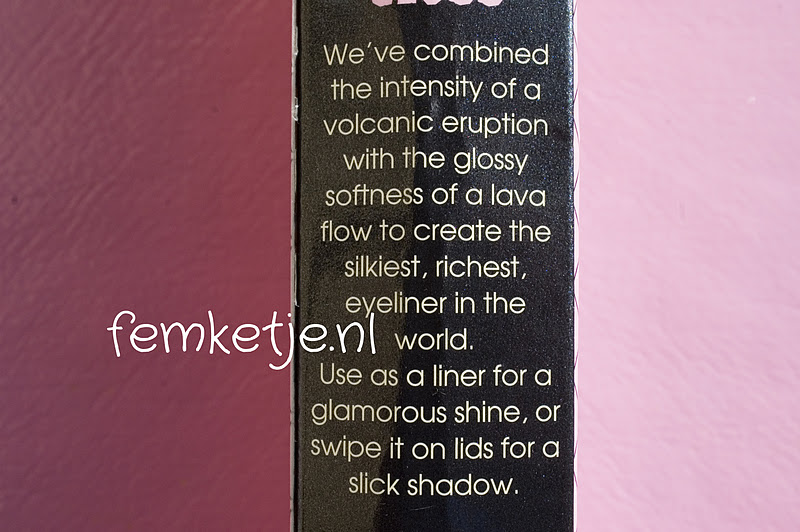 We've combined
the intensity of a
volcanic eruption
with the glossy
softness of a lava
flow to create the
silkiest, richest,
eyeliner in the
world.
Use as a liner for a
glamorous shine, or
swipe it on lids for a
slick shadow.
femketje.nl